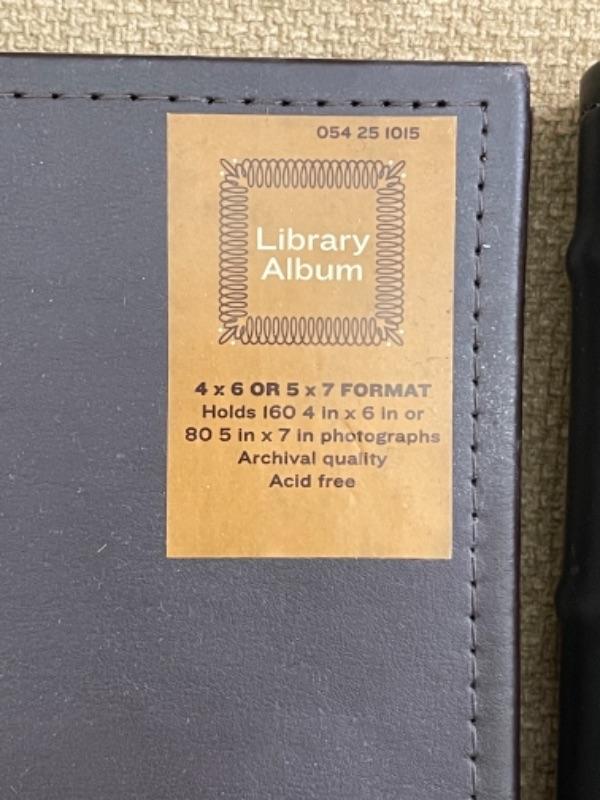 054 25 1015
Library
Album
4 x 6 OR 5 x 7 FORMAT
Holds 160 4 in x 6 in or
80 5 in x 7 in photographs
Archival quality
Acid free